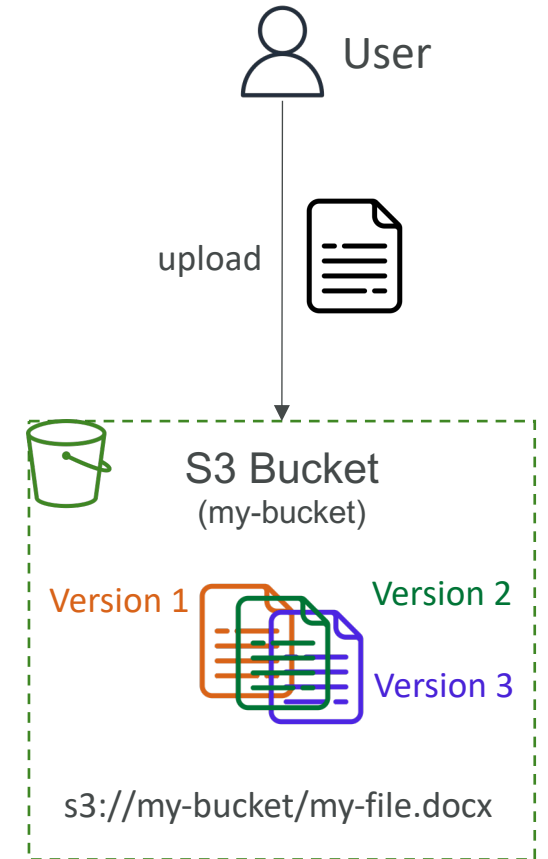 User
upload
S3 Bucket
(my-bucket)
Version 1
Version 2
Version 3
s3://my-bucket/my-file.docx